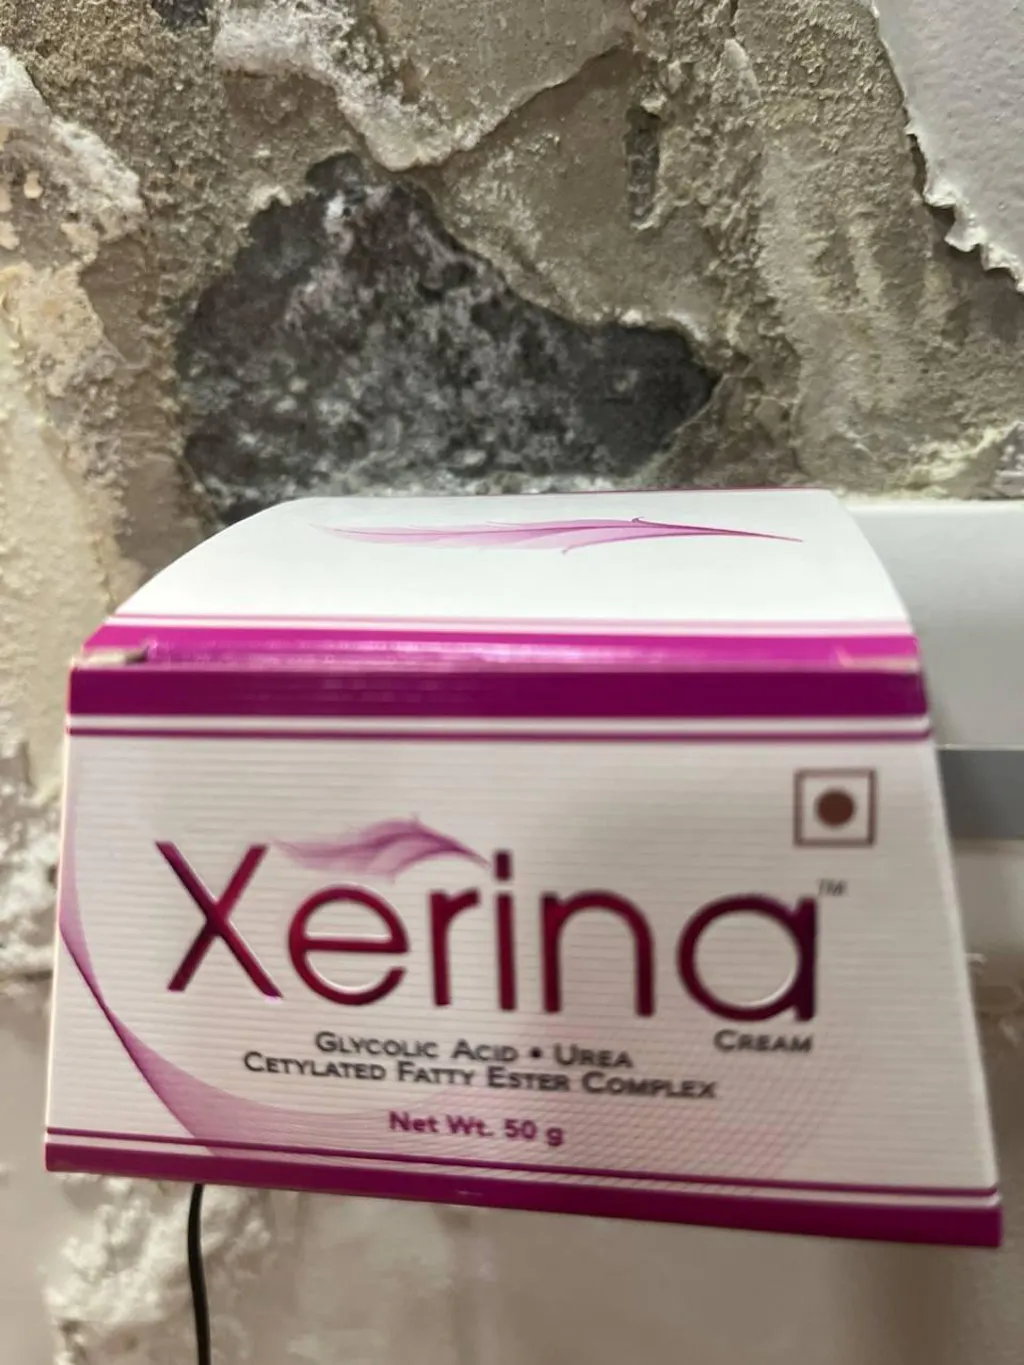 Xerina™
CREAM
GLYCOLIC ACID • UREA
CETYLATED FATTY ESTER COMPLEX
Net Wt. 50 g